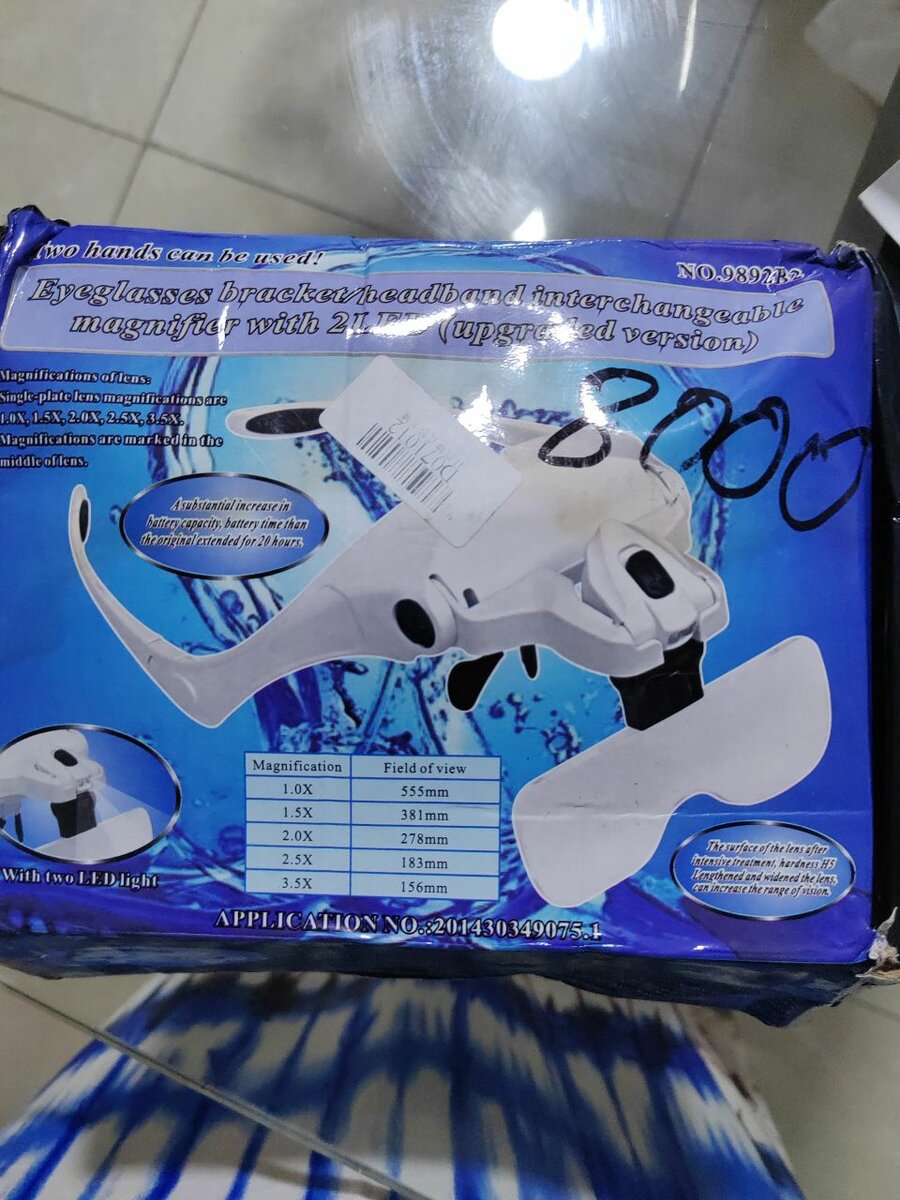 Two hands can be used!
NO.9892B2
Eyeglasses bracket/headband interchangeable
magnifier with 2LED (upgraded version)
Magnifications of lens:
Single-plate lens magnifications are
1.0X, 1.5X, 2.0X, 2.5X, 3.5X.
Magnifications are marked in the
middle of lens.
8000
A substantial increase in
battery capacity, battery time than
the original extended for 20 hours.
Magnification Field of view
1.0X 555mm
1.5X 381mm
2.0X 278mm
2.5X 183mm
3.5X 156mm
With two LED light
The surface of the lens after
intensive treatment, hardness H5
Lengthened and widened the lens,
can increase the range of vision.
APPLICATION NO.:201430349075.1